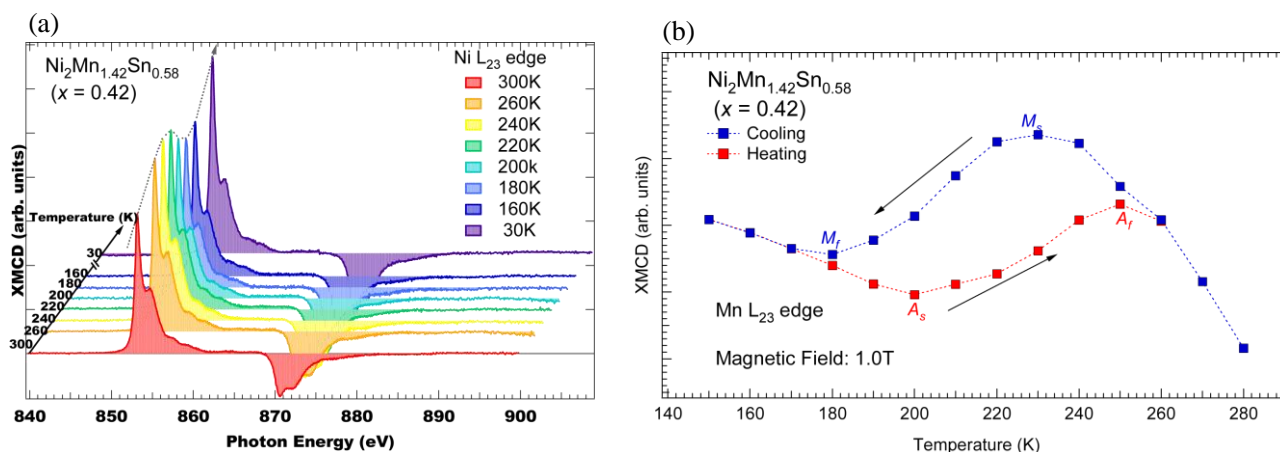 (a)
Ni2Mn1.42Sn0.58
(x = 0.42)
Ni L23 edge
300K
260K
240K
220K
200k
180K
160K
30K
XMCD (arb. units)
Temperature (K)
30
160
180
200
220
240
260
300
840
850
860
870
880
890
900
Photon Energy (eV)
(b)
Ni2Mn1.42Sn0.58
(x = 0.42)
Cooling
Heating
Ms
Mf
Af
As
Mn L23 edge
Magnetic Field: 1.0T
XMCD (arb. units)
140
160
180
200
220
240
260
280
Temperature (K)